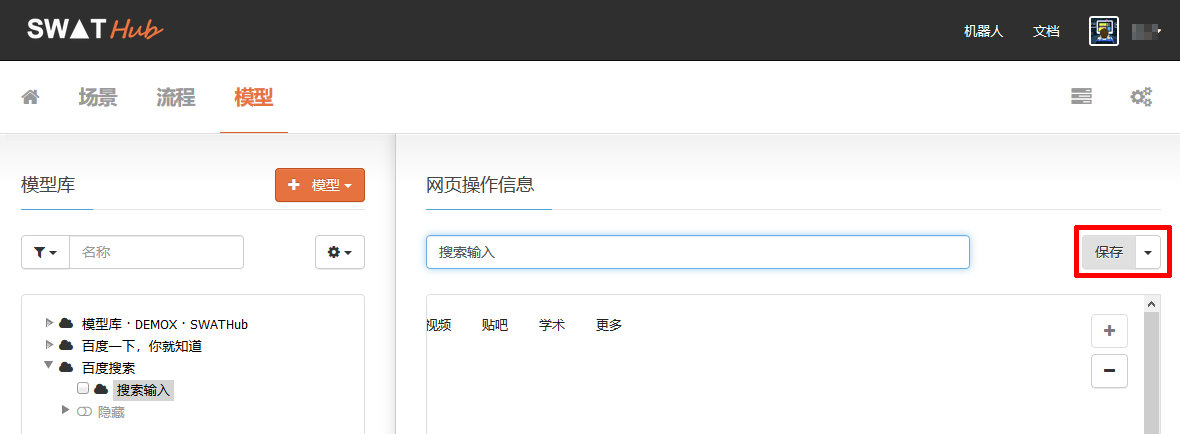 SWAT Hub
机器人 文档
场景 流程 模型
模型库
模型
网页操作信息
名称
搜索输入
保存
模型库・DEMOX・SWATHub
百度一下，你就知道
百度搜索
搜索输入
隐藏
视频 贴吧 学术 更多